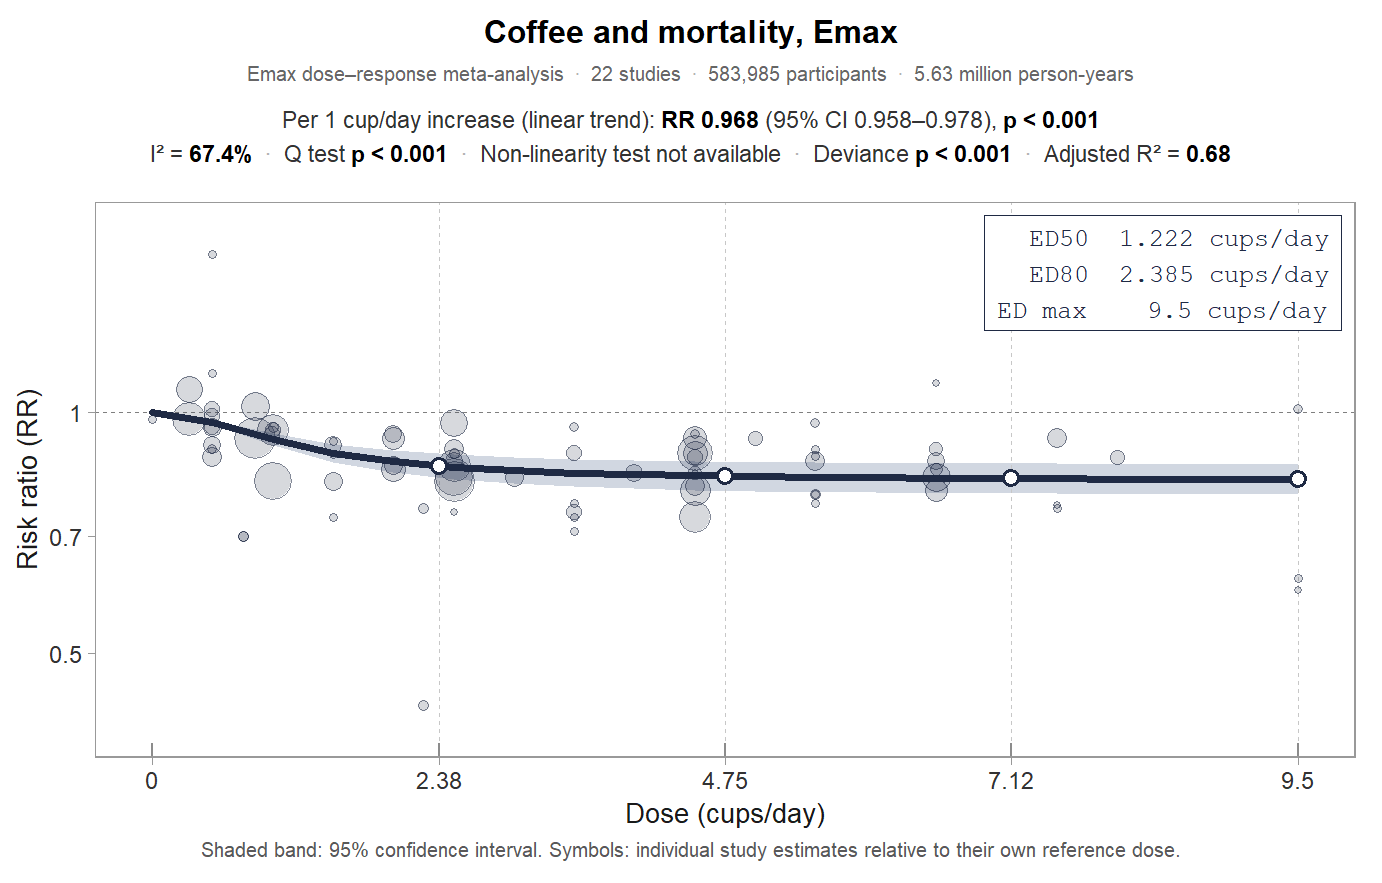 Coffee and mortality, Emax
Emax dose–response meta-analysis · 22 studies · 583,985 participants · 5.63 million person-years
Per 1 cup/day increase (linear trend): RR 0.968 (95% CI 0.958–0.978), p < 0.001
I² = 67.4% · Q test p < 0.001 · Non-linearity test not available · Deviance p < 0.001 · Adjusted R² = 0.68
ED50 1.222 cups/day
ED80 2.385 cups/day
ED max 9.5 cups/day
Risk ratio (RR)
1
0.7
0.5
0 2.38 4.75 7.12 9.5
Dose (cups/day)
Shaded band: 95% confidence interval. Symbols: individual study estimates relative to their own reference dose.